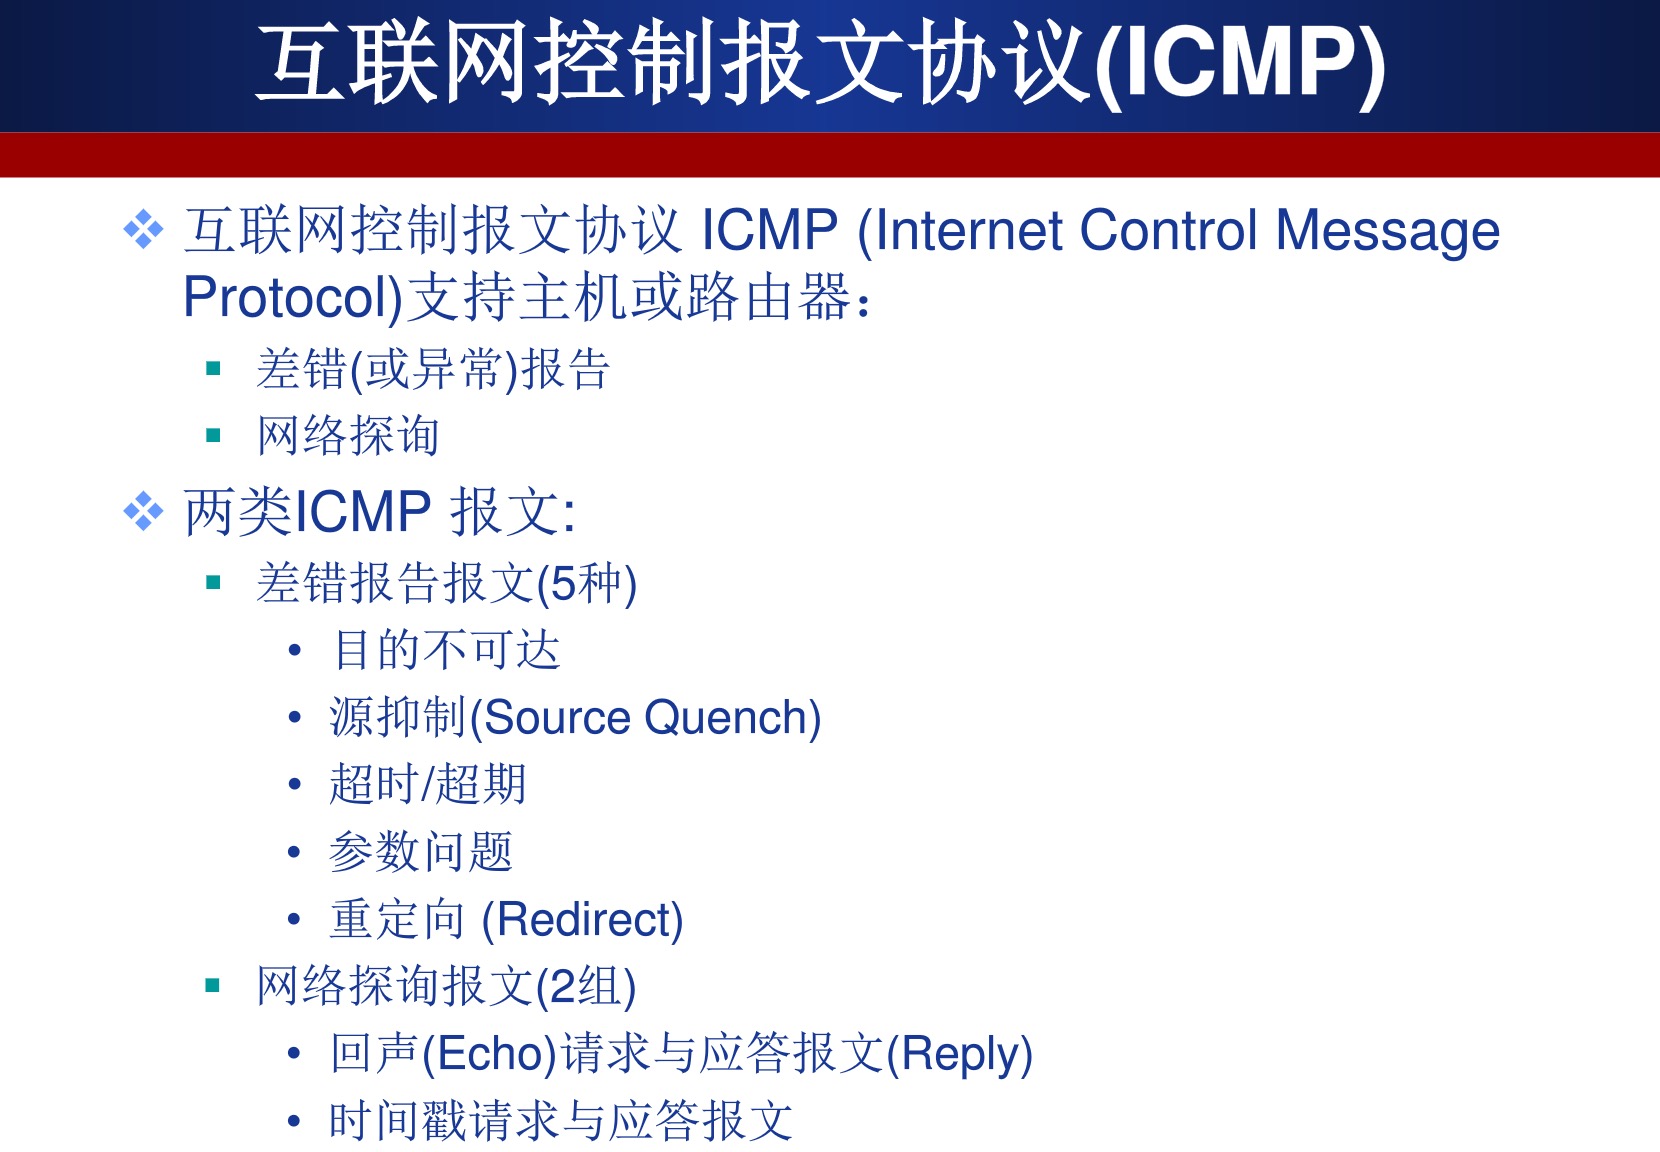 互联网控制报文协议(ICMP)
互联网控制报文协议 ICMP (Internet Control Message
Protocol)支持主机或路由器：
差错(或异常)报告
网络探询
两类ICMP 报文:
差错报告报文(5种)
目的不可达
源抑制(Source Quench)
超时/超期
参数问题
重定向 (Redirect)
网络探询报文(2组)
回声(Echo)请求与应答报文(Reply)
时间戳请求与应答报文